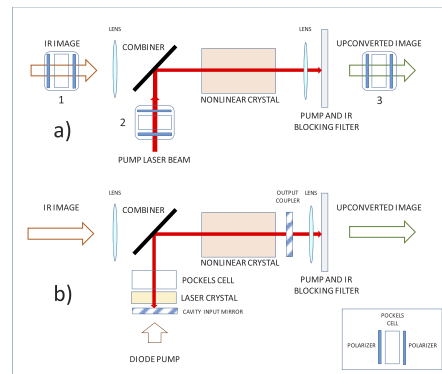 LENS
LENS
IR IMAGE
COMBINER
UPCONVERTED IMAGE
1
2
3
NONLINEAR CRYSTAL
a)
PUMP AND IR
BLOCKING FILTER
PUMP LASER BEAM
OUTPUT
COUPLER
LENS
LENS
IR IMAGE
COMBINER
UPCONVERTED IMAGE
NONLINEAR CRYSTAL
PUMP AND IR
BLOCKING FILTER
POCKELS CELL
b)
LASER CRYSTAL
CAVITY INPUT MIRROR
DIODE PUMP
POCKELS
CELL
POLARIZER
POLARIZER